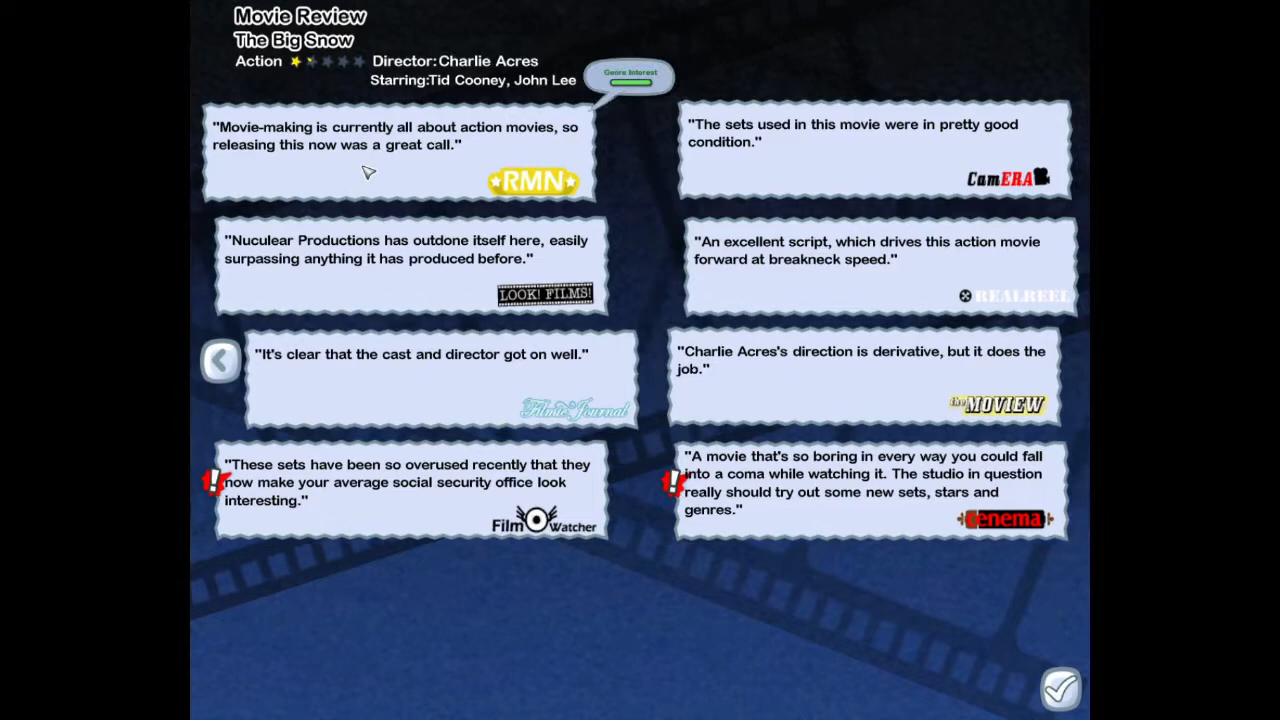 Movie Review
The Big Snow
Action Director:Charlie Acres
Starring:Tid Cooney, John Lee
Genre Interest
"Movie-making is currently all about action movies, so
releasing this now was a great call."
RMN
"The sets used in this movie were in pretty good
condition."
CamERA
"Nuculear Productions has outdone itself here, easily
surpassing anything it has produced before."
LOOK! FILMS!
"An excellent script, which drives this action movie
forward at breakneck speed."
REALREEL
"It's clear that the cast and director got on well."
Filmic Journal
"Charlie Acres's direction is derivative, but it does the
job."
the MOVIEW
"These sets have been so overused recently that they
now make your average social security office look
interesting."
Film Watcher
"A movie that's so boring in every way you could fall
into a coma while watching it. The studio in question
really should try out some new sets, stars and
genres."
cenema